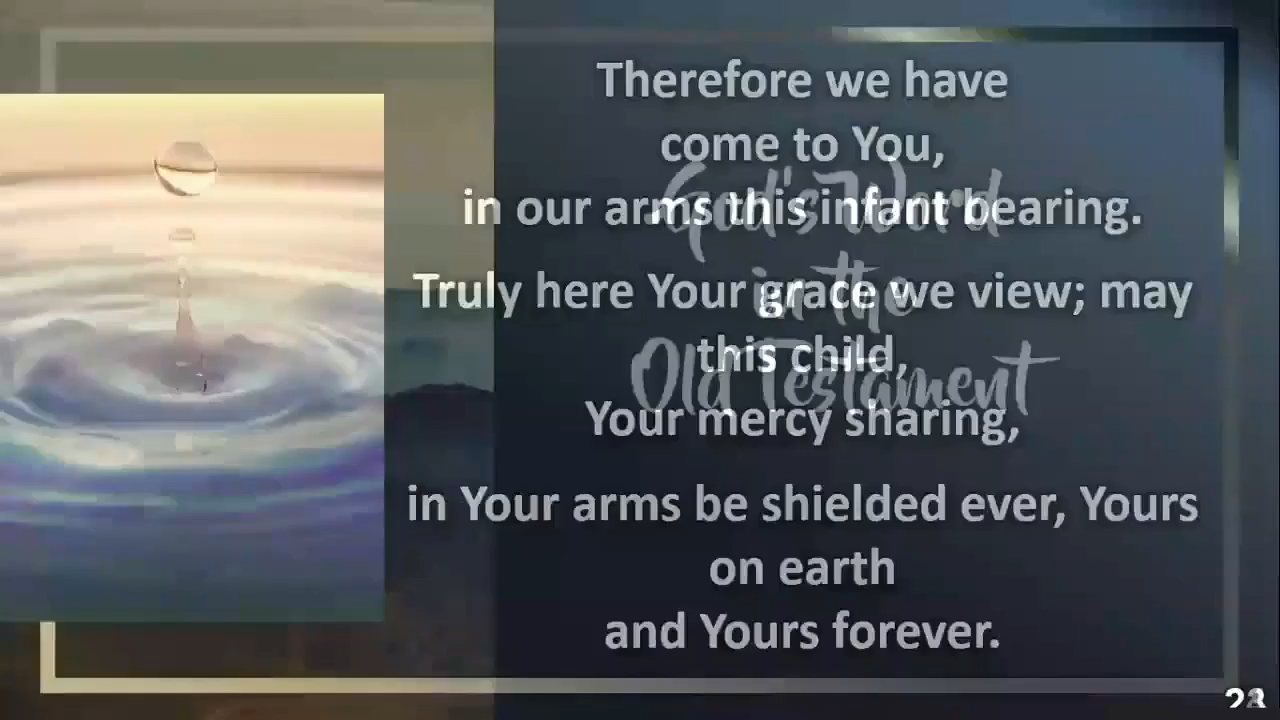 Therefore we have
come to You,
in our arms this infant bearing.
Truly here Your grace we view; may
this child,
Your mercy sharing,
in Your arms be shielded ever, Yours
on earth
and Yours forever.
God's Word
in the
Old Testament